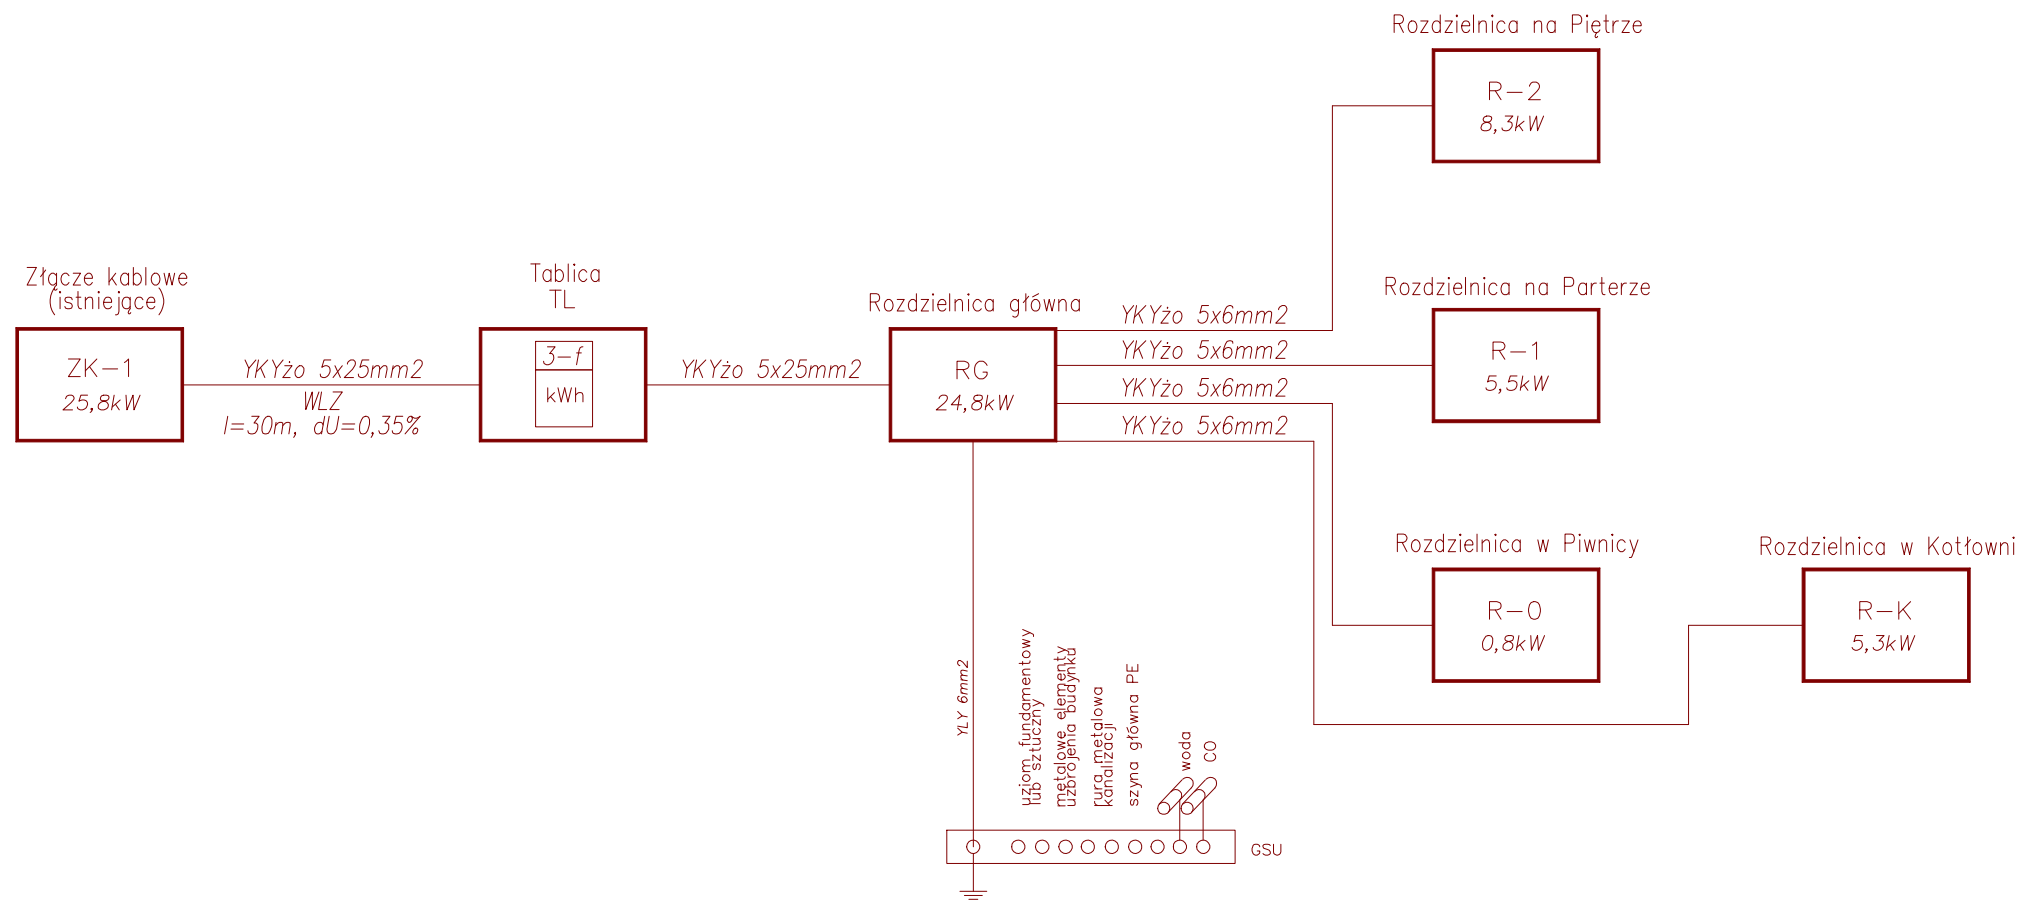 Rozdzielnica na Piętrze
R-2
8,3kW
Złącze kablowe
(istniejące)
ZK-1
25,8kW
YKYżo 5x25mm2
WLZ
l=30m, dU=0,35%
Tablica
TL
3-f
kWh
YKYżo 5x25mm2
Rozdzielnica główna
RG
24,8kW
YKYżo 5x6mm2
YKYżo 5x6mm2
YKYżo 5x6mm2
YKYżo 5x6mm2
Rozdzielnica na Parterze
R-1
5,5kW
Rozdzielnica w Piwnicy
R-0
0,8kW
Rozdzielnica w Kotłowni
R-K
5,3kW
YLY 6mm2
uziom fundamentowy
lub sztuczny
metalowe elementy
uzbrojenia budynku
rura metalowa
kanalizacji
szyna główna PE
woda
CO
GSU